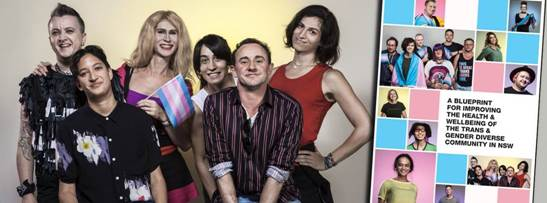 A BLUEPRINT
FOR IMPROVING
THE HEALTH &
WELLBEING OF
THE TRANS &
GENDER DIVERSE
COMMUNITY IN NSW